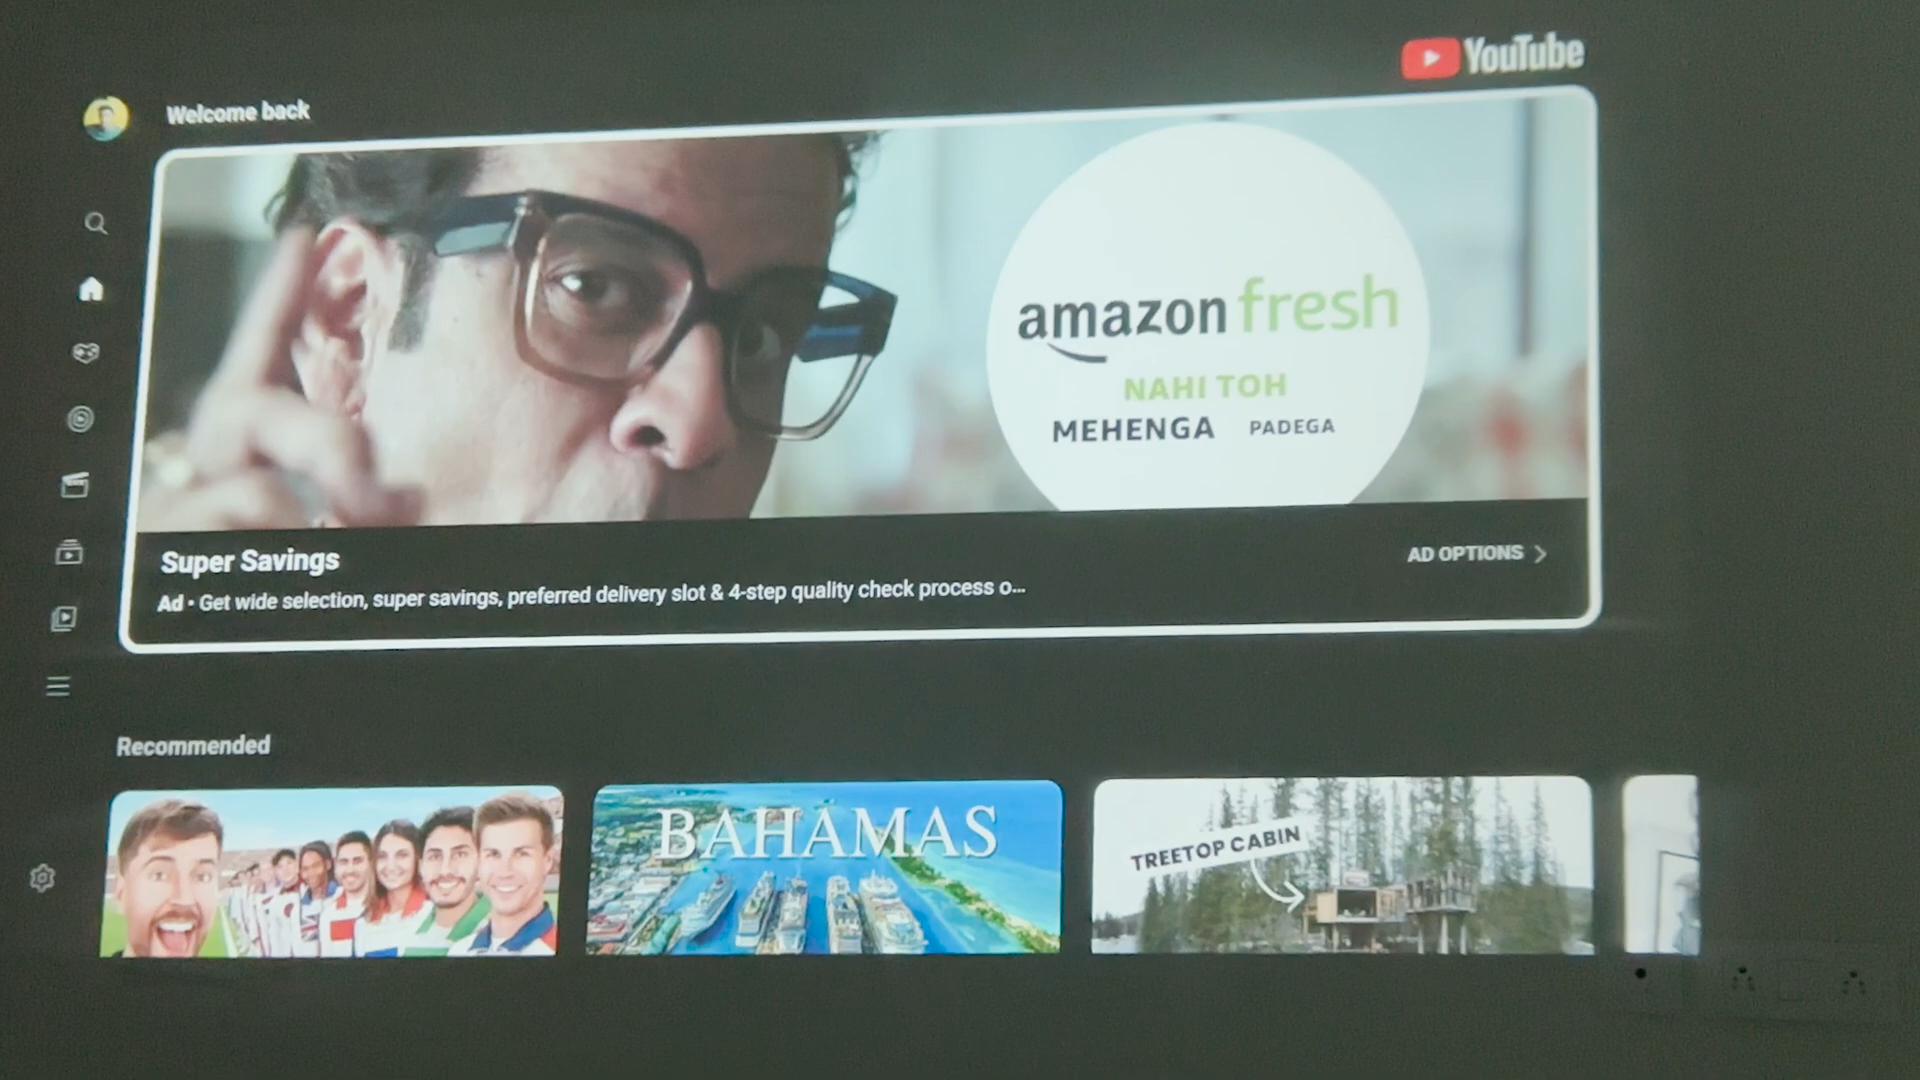 YouTube
Welcome back
amazon fresh
NAHI TOH
MEHENGA PADEGA
Super Savings
AD OPTIONS
Ad • Get wide selection, super savings, preferred delivery slot & 4-step quality check process o...
Recommended
BAHAMAS
TREETOP CABIN